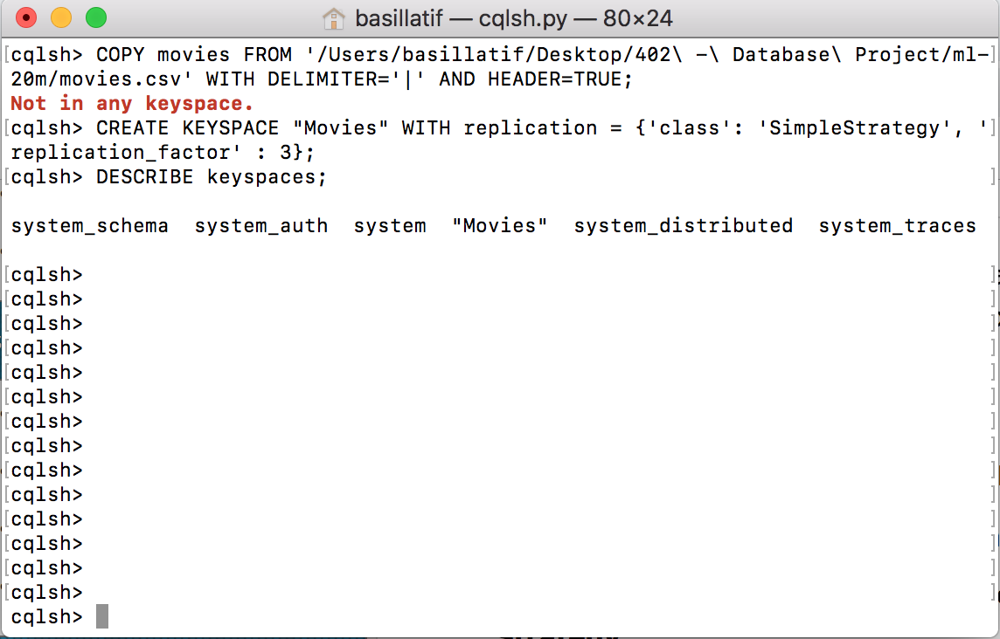 basillatif — cqlsh.py — 80×24
[cqlsh> COPY movies FROM '/Users/basillatif/Desktop/402\ -\ Database\ Project/ml-]
20m/movies.csv' WITH DELIMITER='|' AND HEADER=TRUE;
Not in any keyspace.
[cqlsh> CREATE KEYSPACE "Movies" WITH replication = {'class': 'SimpleStrategy', ']
replication_factor' : 3};
[cqlsh> DESCRIBE keyspaces; ]
system_schema  system_auth  system  "Movies"  system_distributed  system_traces
[cqlsh> ]
[cqlsh> ]
[cqlsh> ]
[cqlsh> ]
[cqlsh> ]
[cqlsh> ]
[cqlsh> ]
[cqlsh> ]
[cqlsh> ]
[cqlsh> ]
[cqlsh> ]
[cqlsh> ]
[cqlsh> ]
[cqlsh> ]
cqlsh>